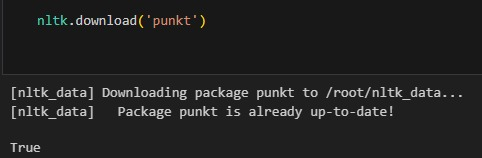 nltk.download('punkt')
[nltk_data] Downloading package punkt to /root/nltk_data...
[nltk_data]   Package punkt is already up-to-date!
True